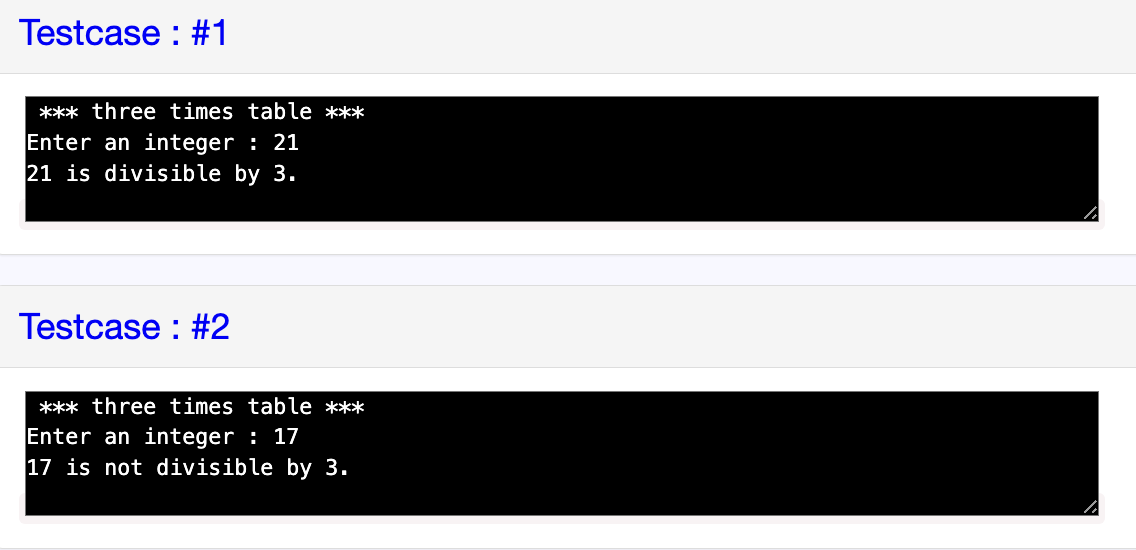 Testcase : #1
*** three times table ***
Enter an integer : 21
21 is divisible by 3.
Testcase : #2
*** three times table ***
Enter an integer : 17
17 is not divisible by 3.